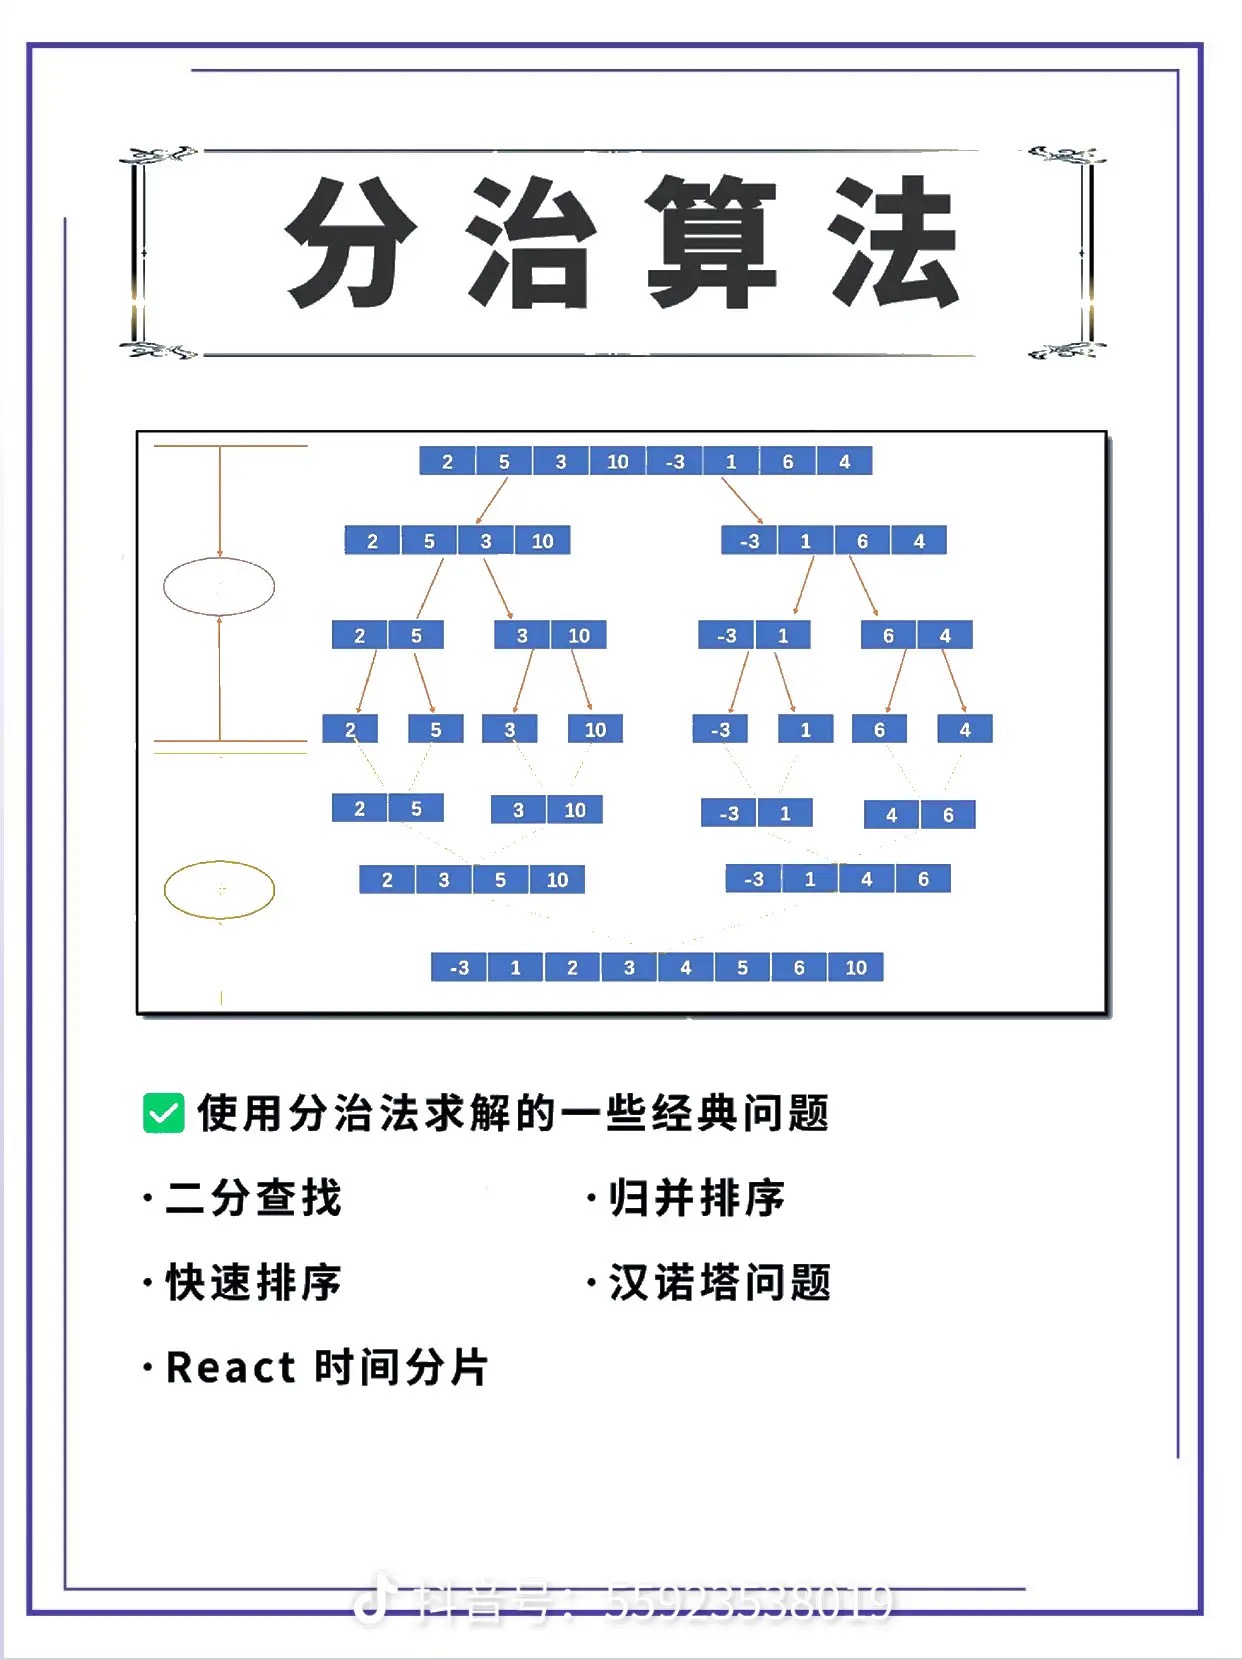 分治算法
2 5 3 10 -3 1 6 4
2 5 3 10 -3 1 6 4
2 5 3 10 -3 1 6 4
2 5 3 10 -3 1 6 4
2 5 3 10 -3 1 4 6
2 3 5 10 -3 1 4 6
-3 1 2 3 4 5 6 10
✅使用分治法求解的一些经典问题
·二分查找 ·归并排序
·快速排序 ·汉诺塔问题
·React 时间分片
抖音号：55923538019